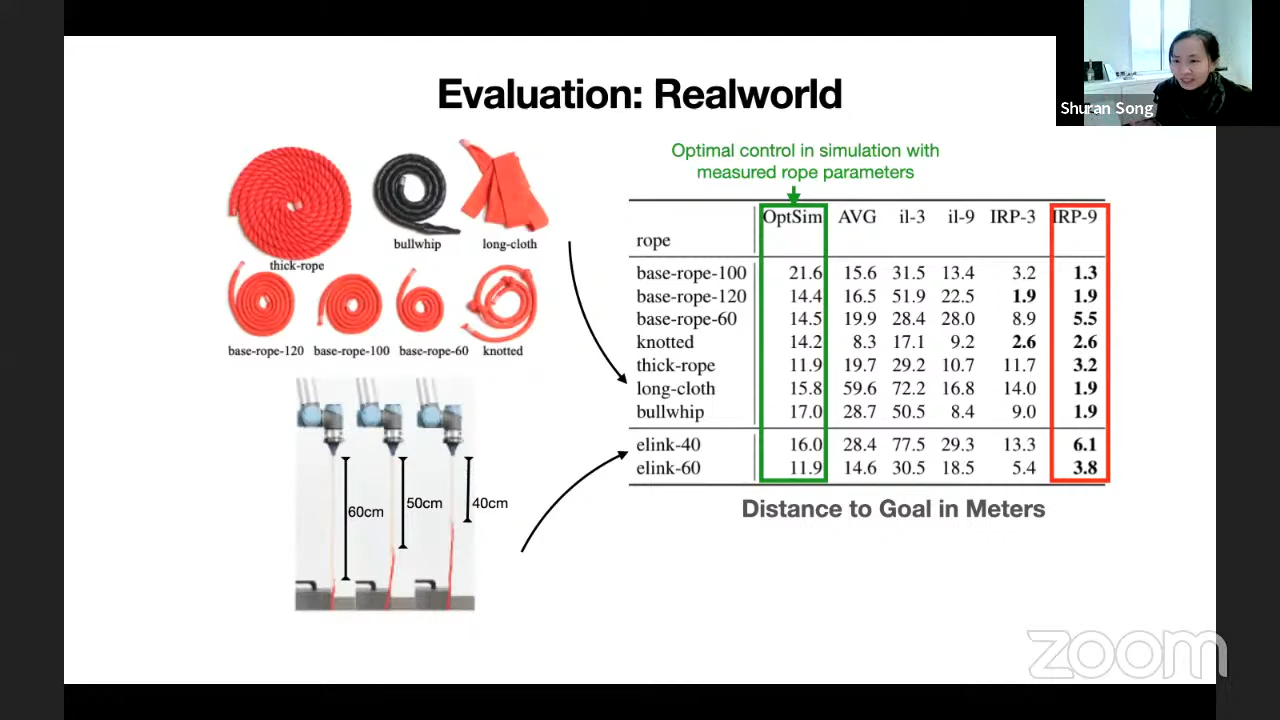 Evaluation: Realworld
Shuran Song
thick-rope
bullwhip
long-cloth
base-rope-120
base-rope-100
base-rope-60
knotted
60cm
50cm
40cm
Optimal control in simulation with
measured rope parameters
OptSim AVG il-3 il-9 IRP-3 IRP-9
rope
base-rope-100 21.6 15.6 31.5 13.4 3.2 1.3
base-rope-120 14.4 16.5 51.9 22.5 1.9 1.9
base-rope-60 14.5 19.9 28.4 28.0 8.9 5.5
knotted 14.2 8.3 17.1 9.2 2.6 2.6
thick-rope 11.9 19.7 29.2 10.7 11.7 3.2
long-cloth 15.8 59.6 72.2 16.8 14.0 1.9
bullwhip 17.0 28.7 50.5 8.4 9.0 1.9
elink-40 16.0 28.4 77.5 29.3 13.3 6.1
elink-60 11.9 14.6 30.5 18.5 5.4 3.8
Distance to Goal in Meters
zoom